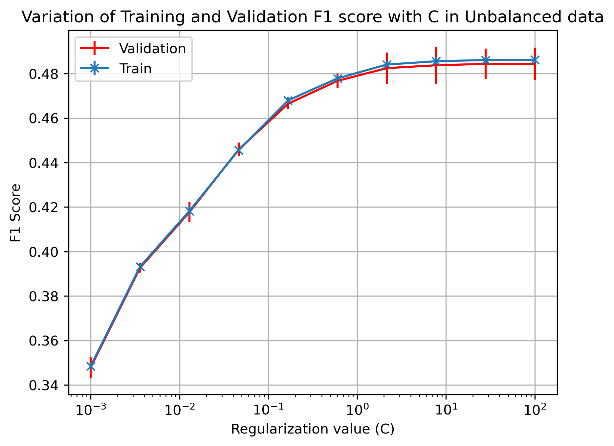 Variation of Training and Validation F1 score with C in Unbalanced data
Validation
Train
0.48
0.46
0.44
0.42
0.40
0.38
0.36
0.34
F1 Score
10⁻³
10⁻²
10⁻¹
10⁰
10¹
10²
Regularization value (C)